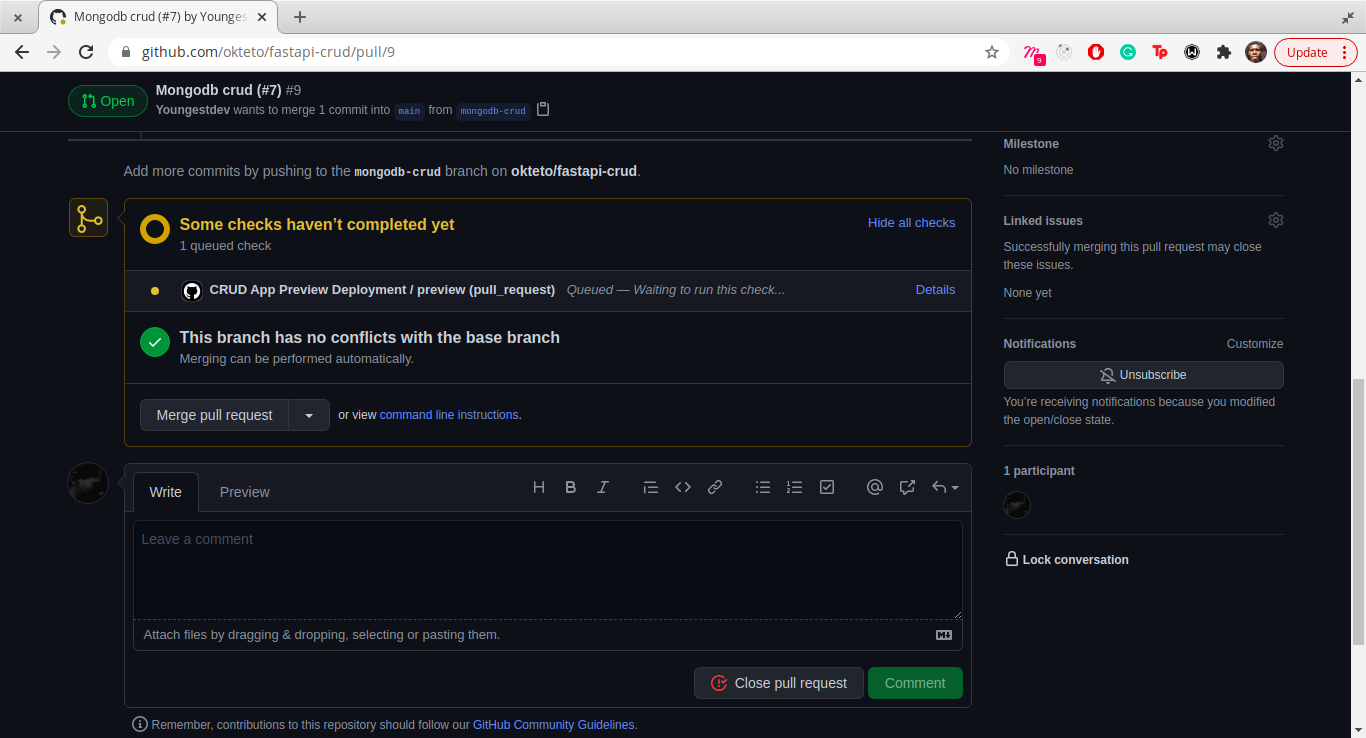 Mongodb crud (#7) by Younges
github.com/okteto/fastapi-crud/pull/9
9
Tp
Update
Open
Mongodb crud (#7) #9
Youngestdev wants to merge 1 commit into main from mongodb-crud
Add more commits by pushing to the mongodb-crud branch on okteto/fastapi-crud.
Some checks haven’t completed yet
Hide all checks
1 queued check
CRUD App Preview Deployment / preview (pull_request) Queued — Waiting to run this check...
Details
This branch has no conflicts with the base branch
Merging can be performed automatically.
Merge pull request
or view command line instructions.
Write
Preview
H B I
Leave a comment
Attach files by dragging & dropping, selecting or pasting them.
Close pull request
Comment
Remember, contributions to this repository should follow our GitHub Community Guidelines.
Milestone
No milestone
Linked issues
Successfully merging this pull request may close
these issues.
None yet
Notifications
Customize
Unsubscribe
You’re receiving notifications because you modified
the open/close state.
1 participant
Lock conversation